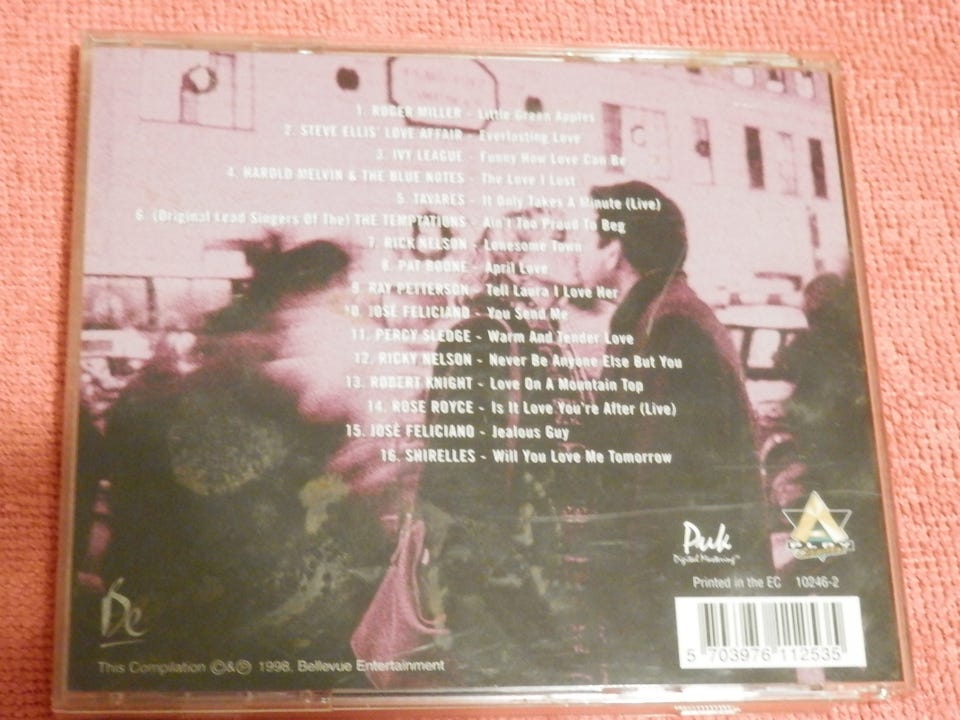 1. ROGER MILLER - Little Green Apples
2. STEVE ELLIS' LOVE AFFAIR - Everlasting Love
3. IVY LEAGUE - Funny How Love Can Be
4. HAROLD MELVIN & THE BLUE NOTES - The Love I Lost
5. TAVARES - It Only Takes A Minute (Live)
6. (Original Lead Singers Of The) THE TEMPTATIONS - Ain't Too Proud To Beg
7. RICK NELSON - Lonesome Town
8. PAT BOONE - April Love
9. RAY PETTERSON - Tell Laura I Love Her
10. JOSÉ FELICIANO - You Send Me
11. PERCY SLEDGE - Warm And Tender Love
12. RICKY NELSON - Never Be Anyone Else But You
13. ROBERT KNIGHT - Love On A Mountain Top
14. ROSE ROYCE - Is It Love You're After (Live)
15. JOSÉ FELICIANO - Jealous Guy
16. SHIRELLES - Will You Love Me Tomorrow
Puk
Digital Mastering™
Printed in the EC 10246-2
5 703976 112535
Be
This Compilation ©&℗ 1998. Bellevue Entertainment